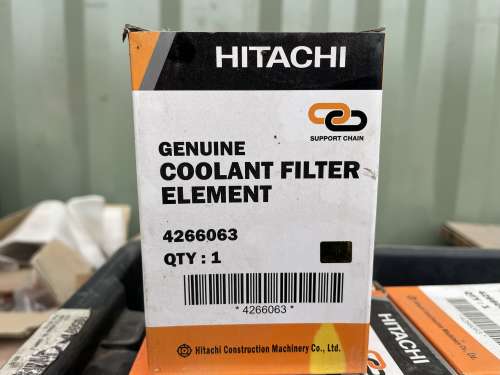 HITACHI
SUPPORT CHAIN
GENUINE
COOLANT FILTER
ELEMENT
4266063
QTY : 1
* 4266063 *
Hitachi Construction Machinery Co., Ltd.
HITACHI